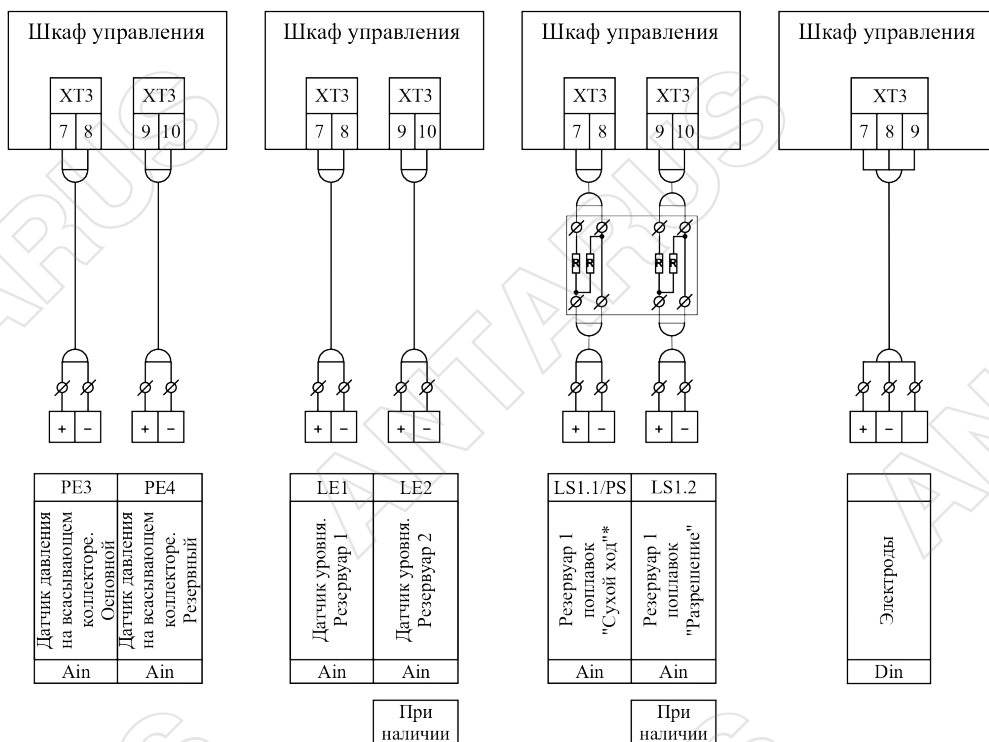 Шкаф управления
XT3
XT3
7 8
9 10
+ −
+ −
PE3
PE4
Датчик давления
на всасывающем
коллекторе.
Основной
Датчик давления
на всасывающем
коллекторе.
Резервный
Ain
Ain
Шкаф управления
XT3
XT3
7 8
9 10
+ −
+ −
LE1
LE2
Датчик уровня.
Резервуар 1
Датчик уровня.
Резервуар 2
Ain
Ain
При
наличии
Шкаф управления
XT3
XT3
7 8
9 10
R R
R R
+ −
+ −
LS1.1/PS
LS1.2
Резервуар 1
поплавок
"Сухой ход"*
Резервуар 1
поплавок
"Разрешение"
Ain
Ain
При
наличии
Шкаф управления
XT3
7 8 9
+ −
Электроды
Din
ANTARUS